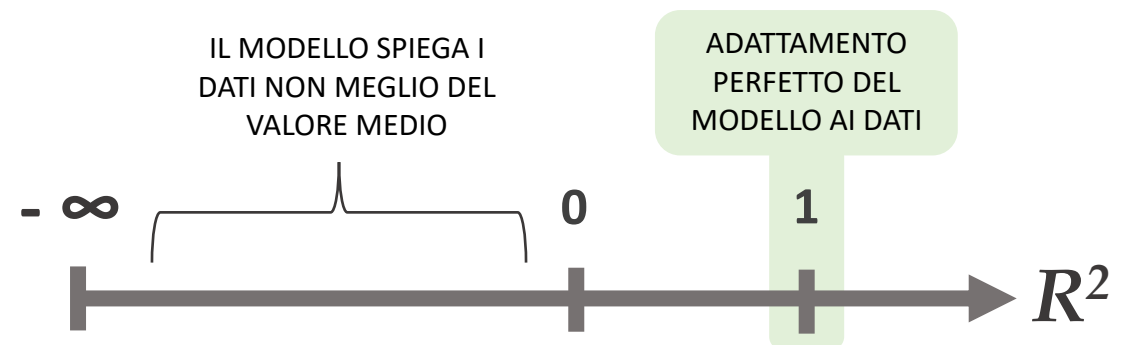 IL MODELLO SPIEGA I
DATI NON MEGLIO DEL
VALORE MEDIO
ADATTAMENTO
PERFETTO DEL
MODELLO AI DATI
- ∞
0
1
R²